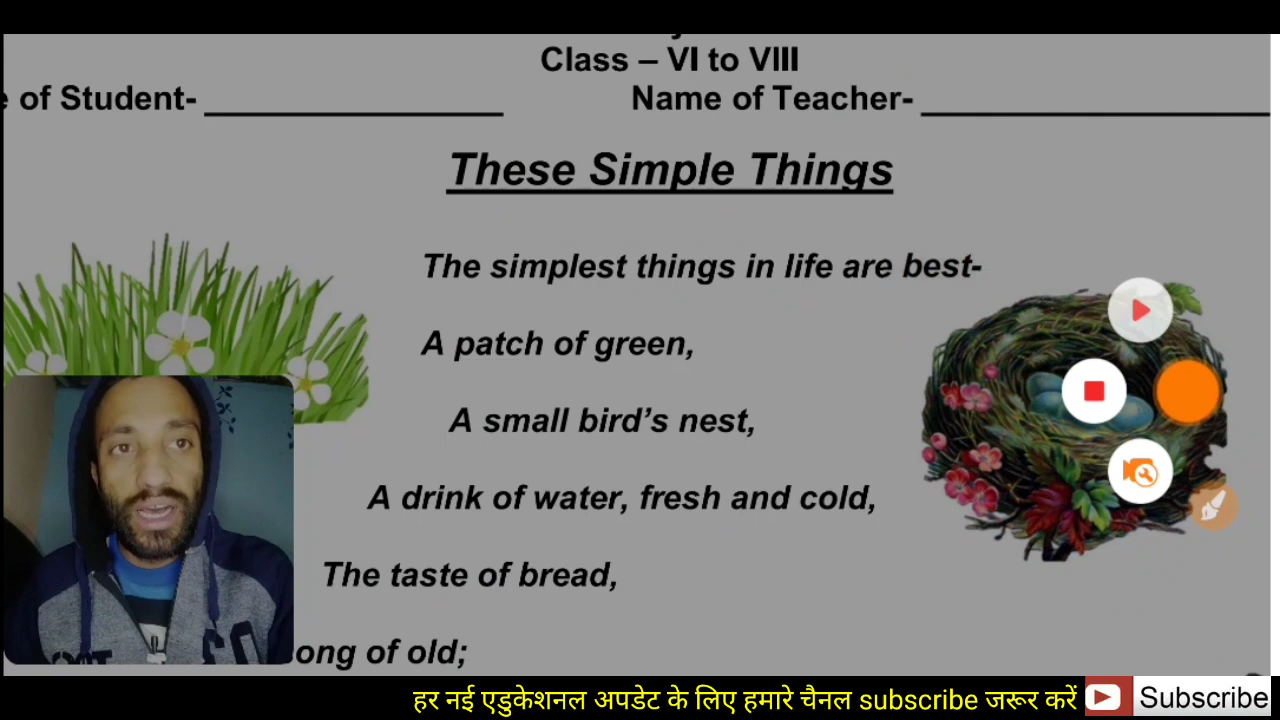 Class – VI to VIII
of Student- Name of Teacher-
These Simple Things
The simplest things in life are best-
A patch of green,
A small bird's nest,
A drink of water, fresh and cold,
The taste of bread,
ong of old;
हर नई एडुकेशनल अपडेट के लिए हमारे चैनल subscribe जरूर करें Subscribe